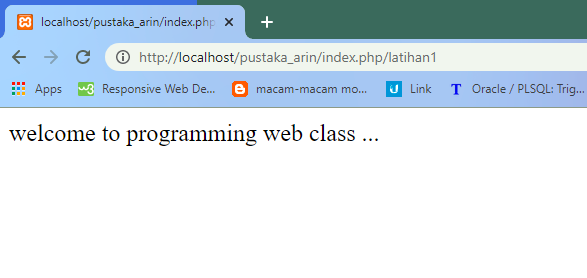 localhost/pustaka_arin/index.php
http://localhost/pustaka_arin/index.php/latihan1
Apps Responsive Web De... macam-macam mo... Link Oracle / PLSQL: Trig...
welcome to programming web class ...